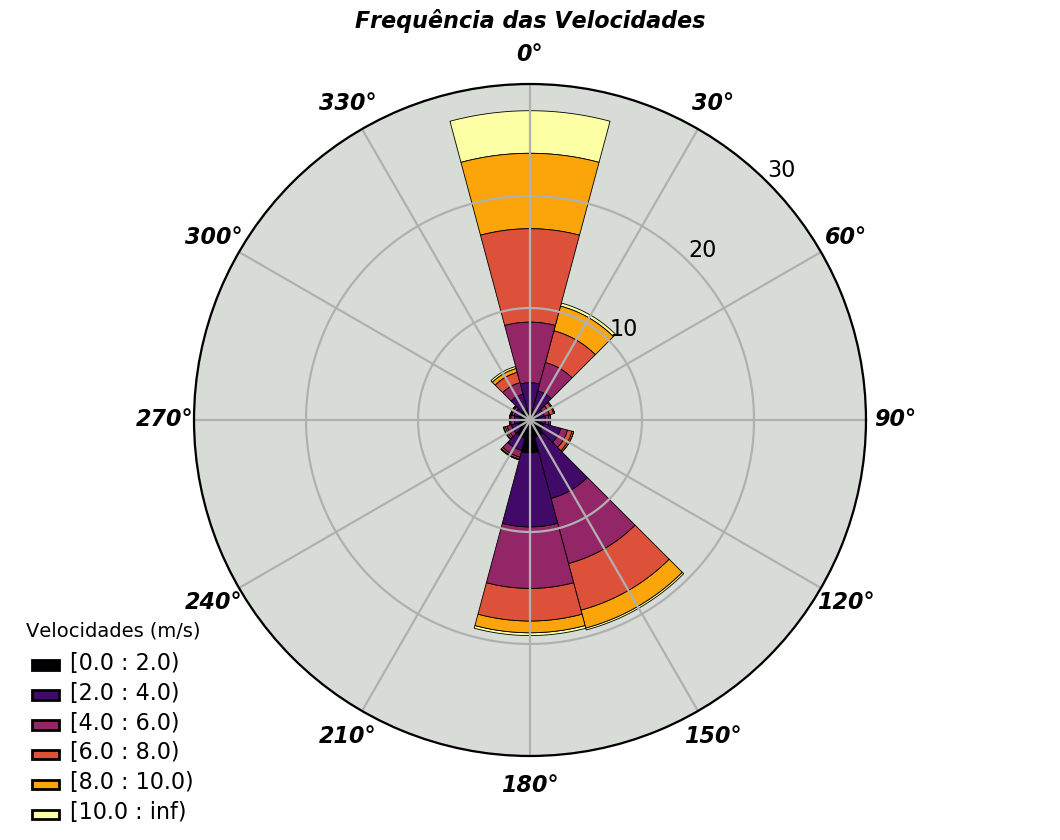 Frequência das Velocidades
0°
330°
30°
30
300°
60°
20
10
270°
90°
240°
120°
210°
150°
180°
Velocidades (m/s)
[0.0 : 2.0)
[2.0 : 4.0)
[4.0 : 6.0)
[6.0 : 8.0)
[8.0 : 10.0)
[10.0 : inf)